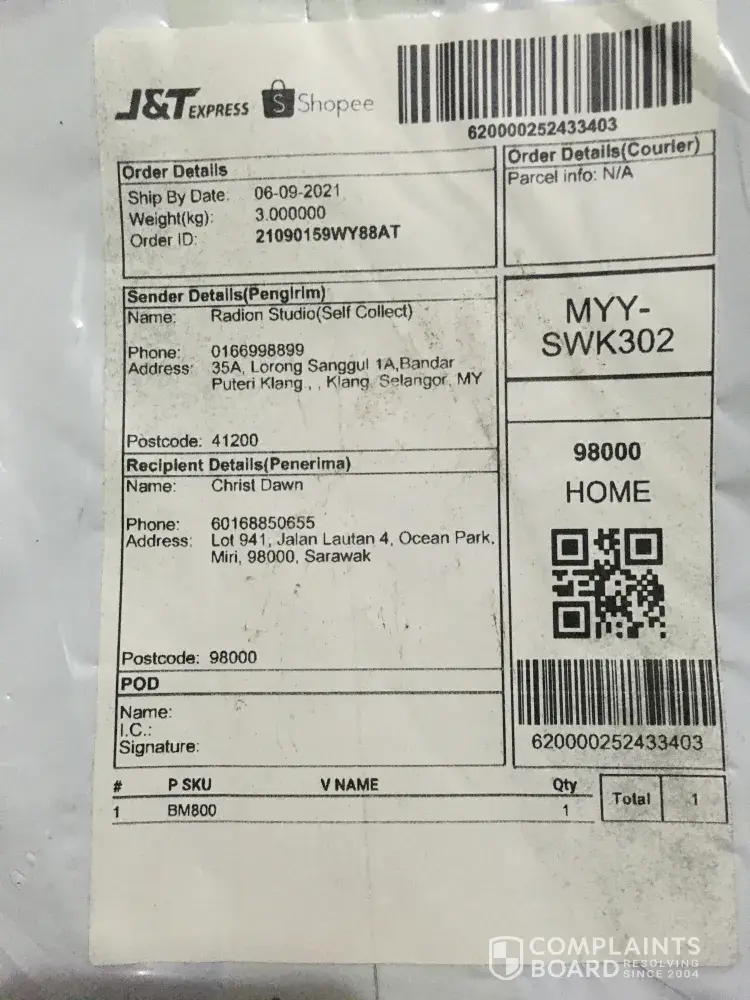 J&T EXPRESS S Shopee
620000252433403
Order Details
Ship By Date: 06-09-2021
Weight(kg): 3.000000
Order ID: 21090159WY88AT
Order Details(Courier)
Parcel info: N/A
Sender Details(Pengirim)
Name: Radion Studio(Self Collect)
Phone: 0166998899
Address: 35A, Lorong Sanggul 1A,Bandar
Puteri Klang , , Klang, Selangor, MY
Postcode: 41200
MYY-
SWK302
98000
HOME
Recipient Details(Penerima)
Name: Christ Dawn
Phone: 60168850655
Address: Lot 941, Jalan Lautan 4, Ocean Park,
Miri, 98000, Sarawak
Postcode: 98000
POD
Name:
I.C.:
Signature:
620000252433403
# P SKU V NAME Qty
1 BM800 1
Total 1
COMPLAINTS
BOARD RESOLVING
SINCE 2004